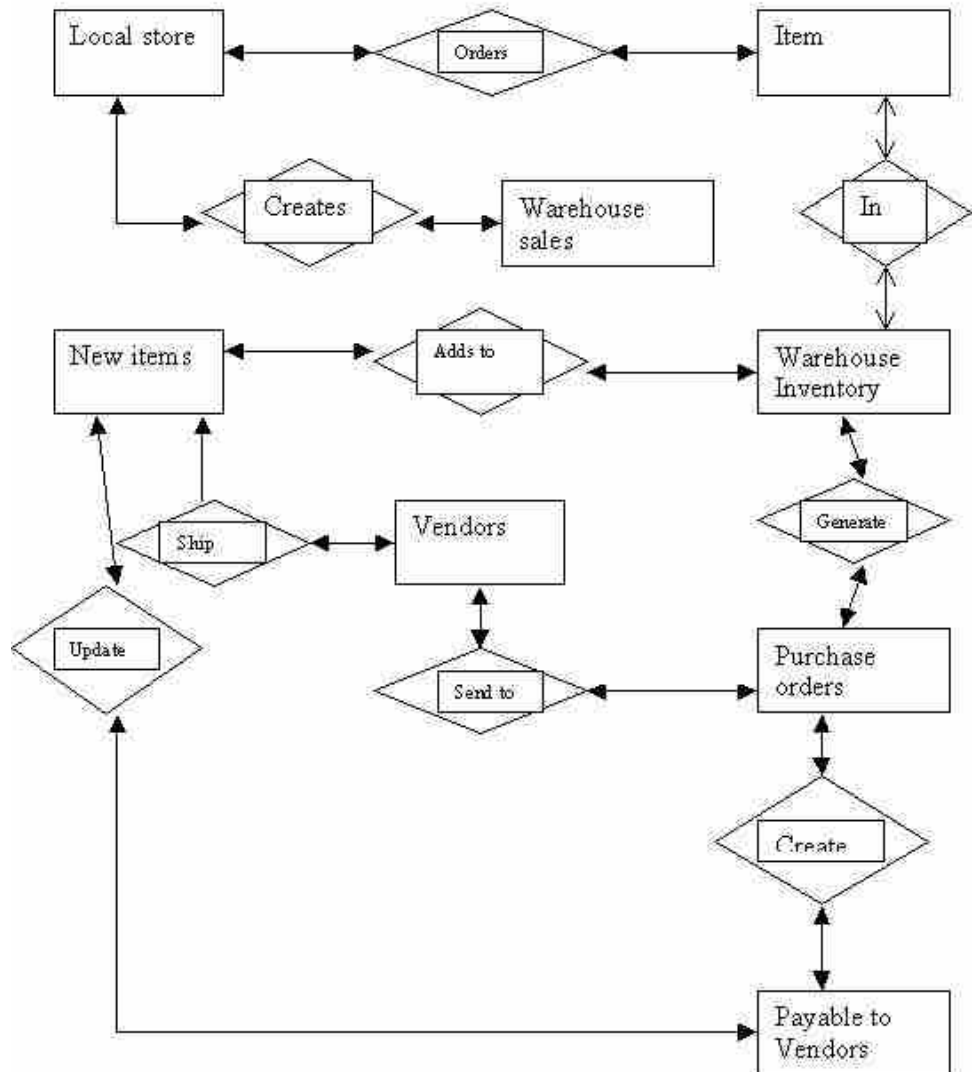 Local store
Orders
Item
Creates
Warehouse
sales
In
New items
Adds to
Warehouse
Inventory
Ship
Vendors
Generate
Update
Send to
Purchase
orders
Create
Payable to
Vendors